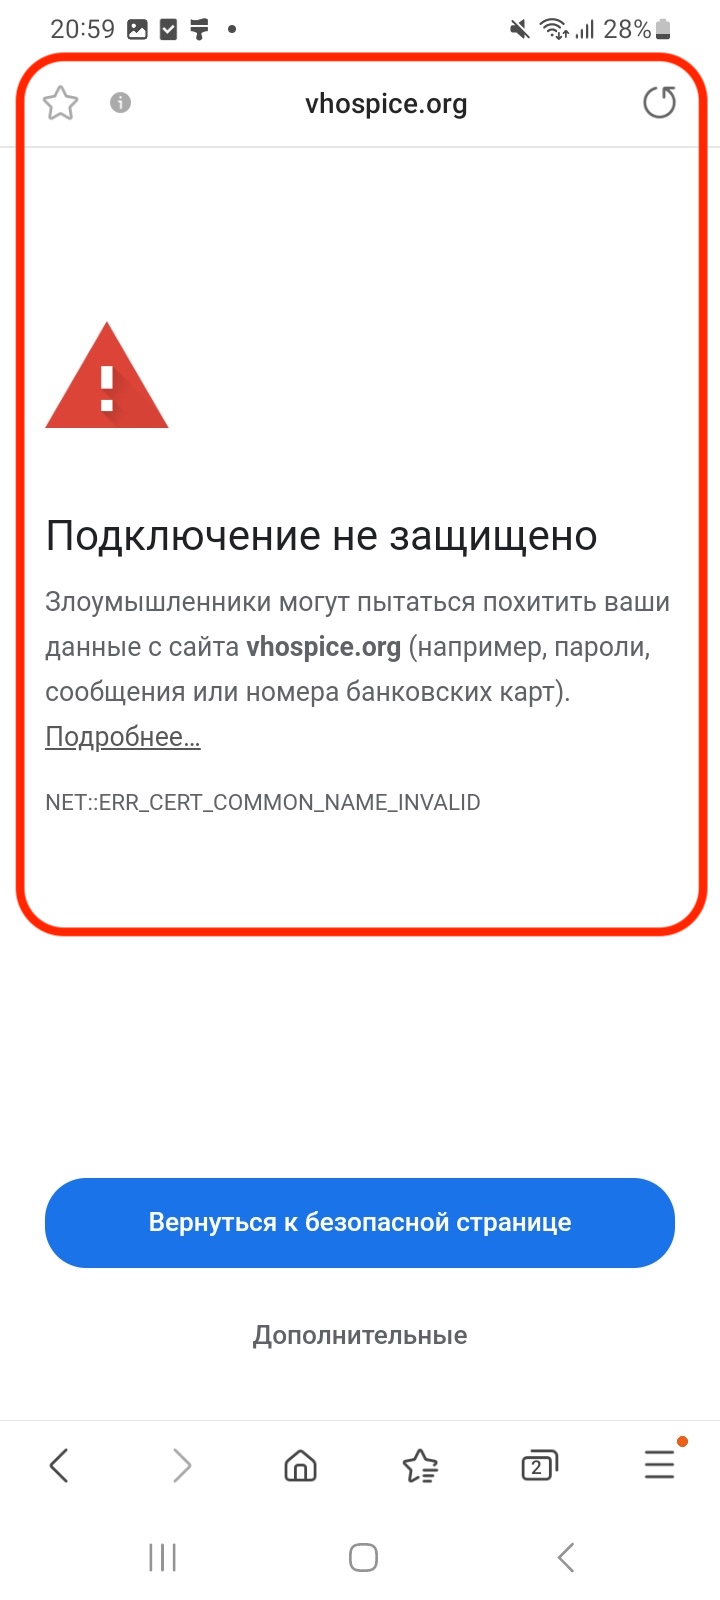 20:59 28%
vhospice.org
Подключение не защищено
Злоумышленники могут пытаться похитить ваши
данные с сайта vhospice.org (например, пароли,
сообщения или номера банковских карт).
Подробнее...
NET::ERR_CERT_COMMON_NAME_INVALID
Вернуться к безопасной странице
Дополнительные
2